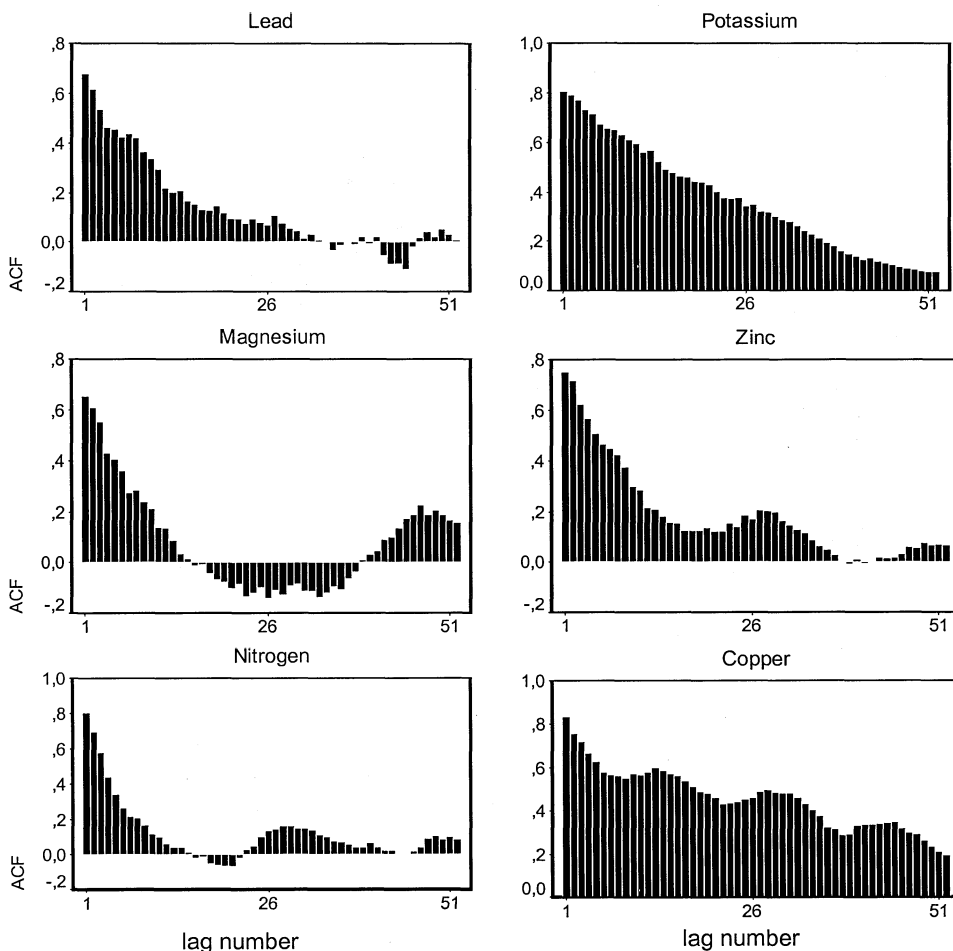 Lead
,8
,6
,4
,2
0,0
-,2
ACF
1 26 51
Potassium
1,0
,8
,6
,4
,2
0,0
1 26 51
Magnesium
,8
,6
,4
,2
0,0
-,2
ACF
1 26 51
Zinc
,8
,6
,4
,2
0,0
-,2
1 26 51
Nitrogen
1,0
,8
,6
,4
,2
0,0
-,2
ACF
1 26 51
lag number
Copper
1,0
,8
,6
,4
,2
0,0
1 26 51
lag number